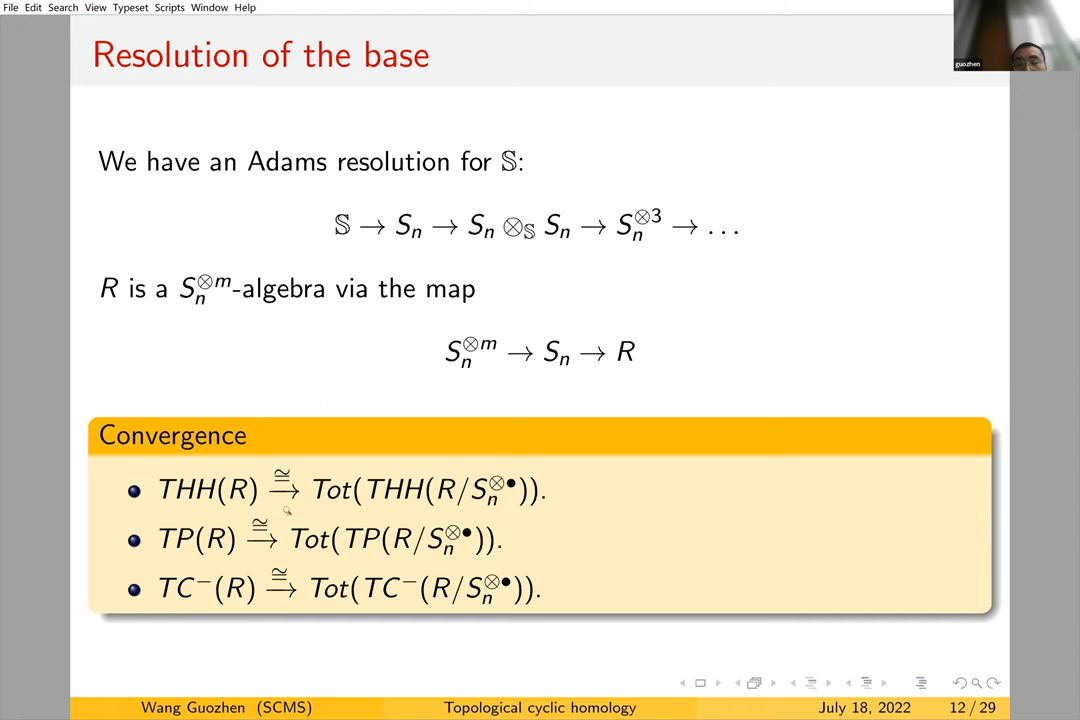 File Edit Search View Typeset Scripts Window Help
guozhen
Resolution of the base
We have an Adams resolution for 𝕊:
𝕊 → Sₙ → Sₙ ⊗_𝕊 Sₙ → Sₙ^{⊗3} → ...
R is a Sₙ^{⊗m}-algebra via the map
Sₙ^{⊗m} → Sₙ → R
Convergence
THH(R) ≅→ Tot(THH(R/Sₙ^{⊗•})).
TP(R) ≅→ Tot(TP(R/Sₙ^{⊗•})).
TC⁻(R) ≅→ Tot(TC⁻(R/Sₙ^{⊗•})).
Wang Guozhen (SCMS) Topological cyclic homology July 18, 2022 12 / 29